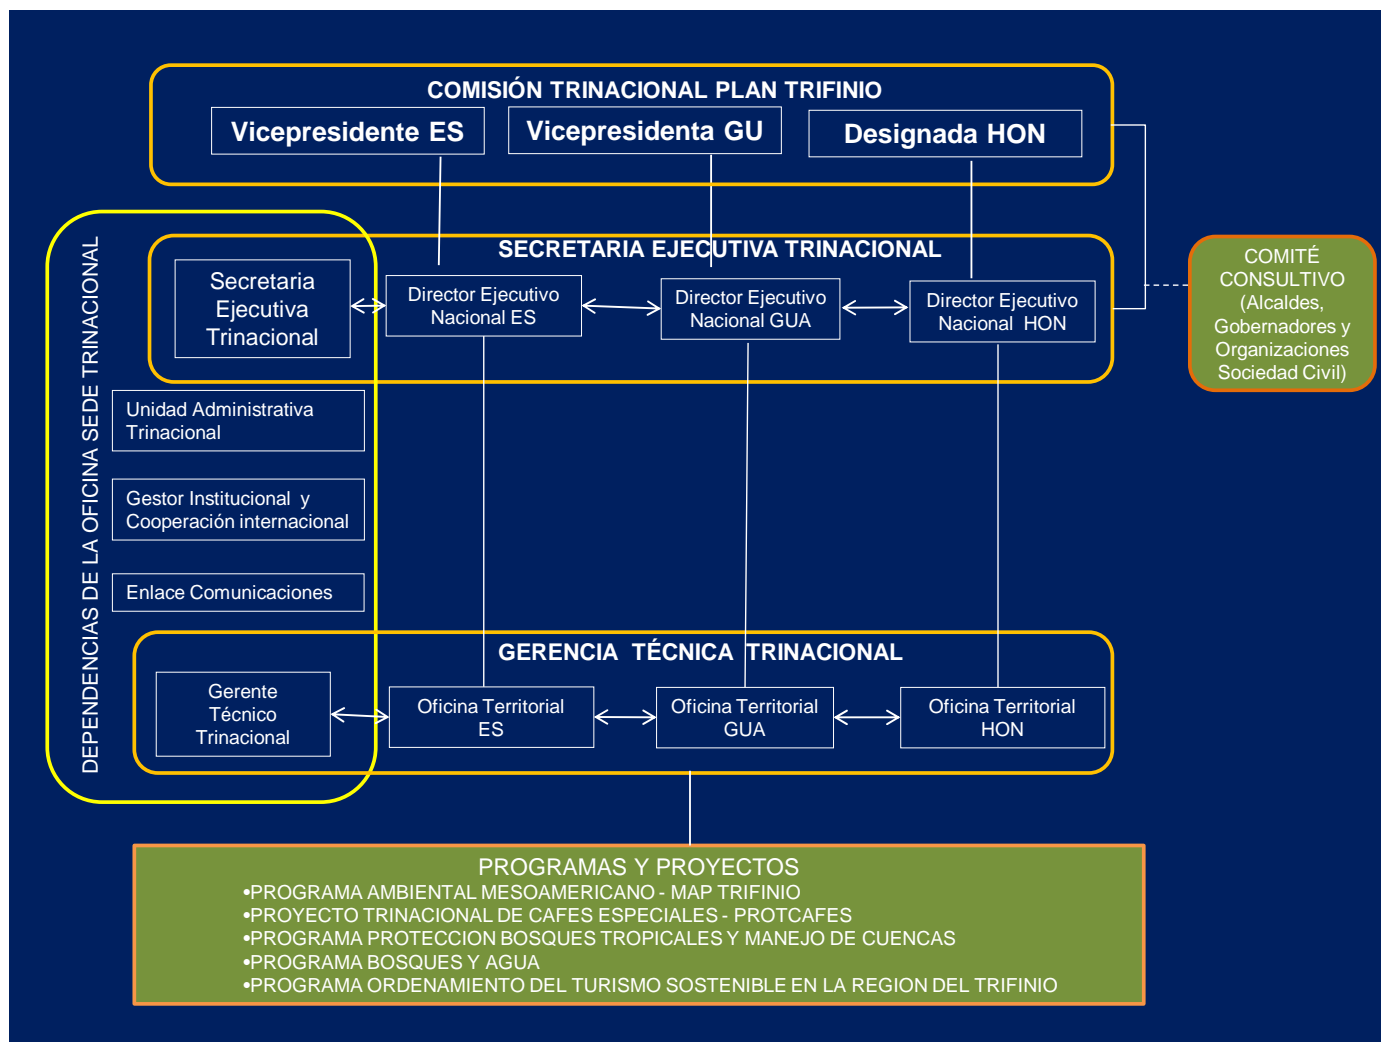 COMISIÓN TRINACIONAL PLAN TRIFINIO
Vicepresidente ES
Vicepresidenta GU
Designada HON
DEPENDENCIAS DE LA OFICINA SEDE TRINACIONAL
SECRETARIA EJECUTIVA TRINACIONAL
Secretaria
Ejecutiva
Trinacional
Director Ejecutivo
Nacional ES
Director Ejecutivo
Nacional GUA
Director Ejecutivo
Nacional HON
COMITÉ
CONSULTIVO
(Alcaldes,
Gobernadores y
Organizaciones
Sociedad Civil)
Unidad Administrativa
Trinacional
Gestor Institucional y
Cooperación internacional
Enlace Comunicaciones
GERENCIA TÉCNICA TRINACIONAL
Gerente
Técnico
Trinacional
Oficina Territorial
ES
Oficina Territorial
GUA
Oficina Territorial
HON
PROGRAMAS Y PROYECTOS
•PROGRAMA AMBIENTAL MESOAMERICANO - MAP TRIFINIO
•PROYECTO TRINACIONAL DE CAFES ESPECIALES - PROTCAFES
•PROGRAMA PROTECCION BOSQUES TROPICALES Y MANEJO DE CUENCAS
•PROGRAMA BOSQUES Y AGUA
•PROGRAMA ORDENAMIENTO DEL TURISMO SOSTENIBLE EN LA REGION DEL TRIFINIO